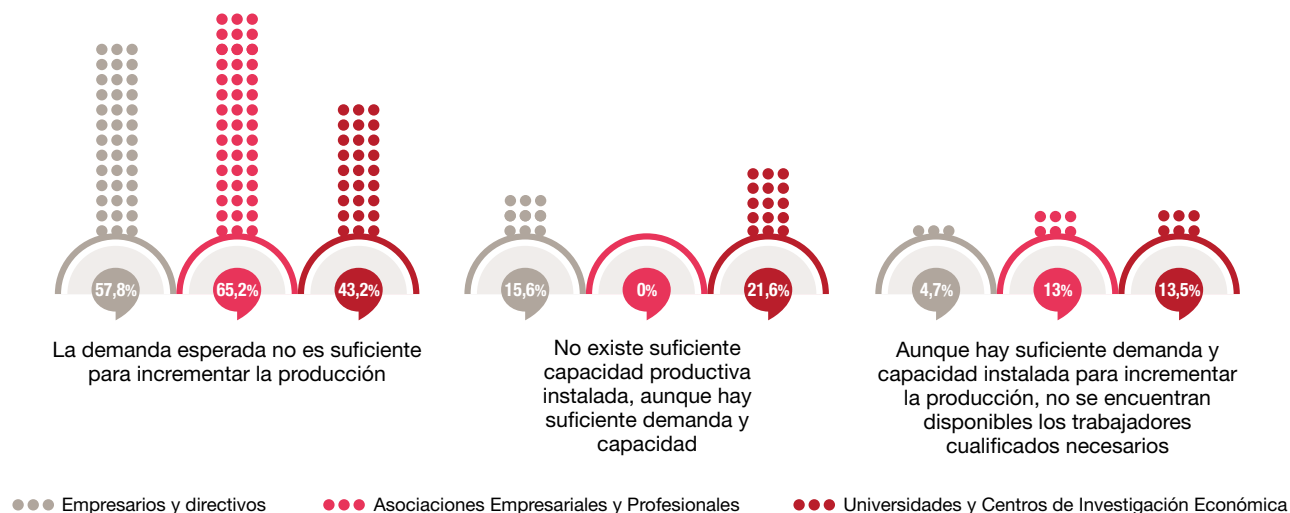 57,8%
65,2%
43,2%
La demanda esperada no es suficiente
para incrementar la producción
15,6%
0%
21,6%
No existe suficiente
capacidad productiva
instalada, aunque hay
suficiente demanda y
capacidad
4,7%
13%
13,5%
Aunque hay suficiente demanda y
capacidad instalada para incrementar
la producción, no se encuentran
disponibles los trabajadores
cualificados necesarios
Empresarios y directivos
Asociaciones Empresariales y Profesionales
Universidades y Centros de Investigación Económica